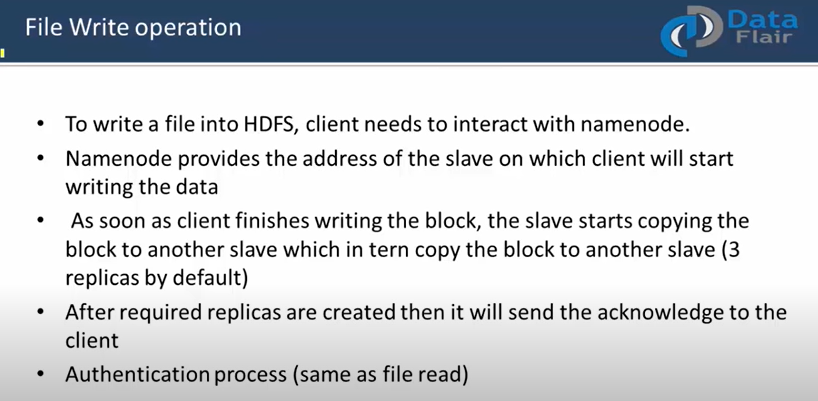 File Write operation
Data
Flair
• To write a file into HDFS, client needs to interact with namenode.
• Namenode provides the address of the slave on which client will start
writing the data
• As soon as client finishes writing the block, the slave starts copying the
block to another slave which in tern copy the block to another slave (3
replicas by default)
• After required replicas are created then it will send the acknowledge to the
client
• Authentication process (same as file read)